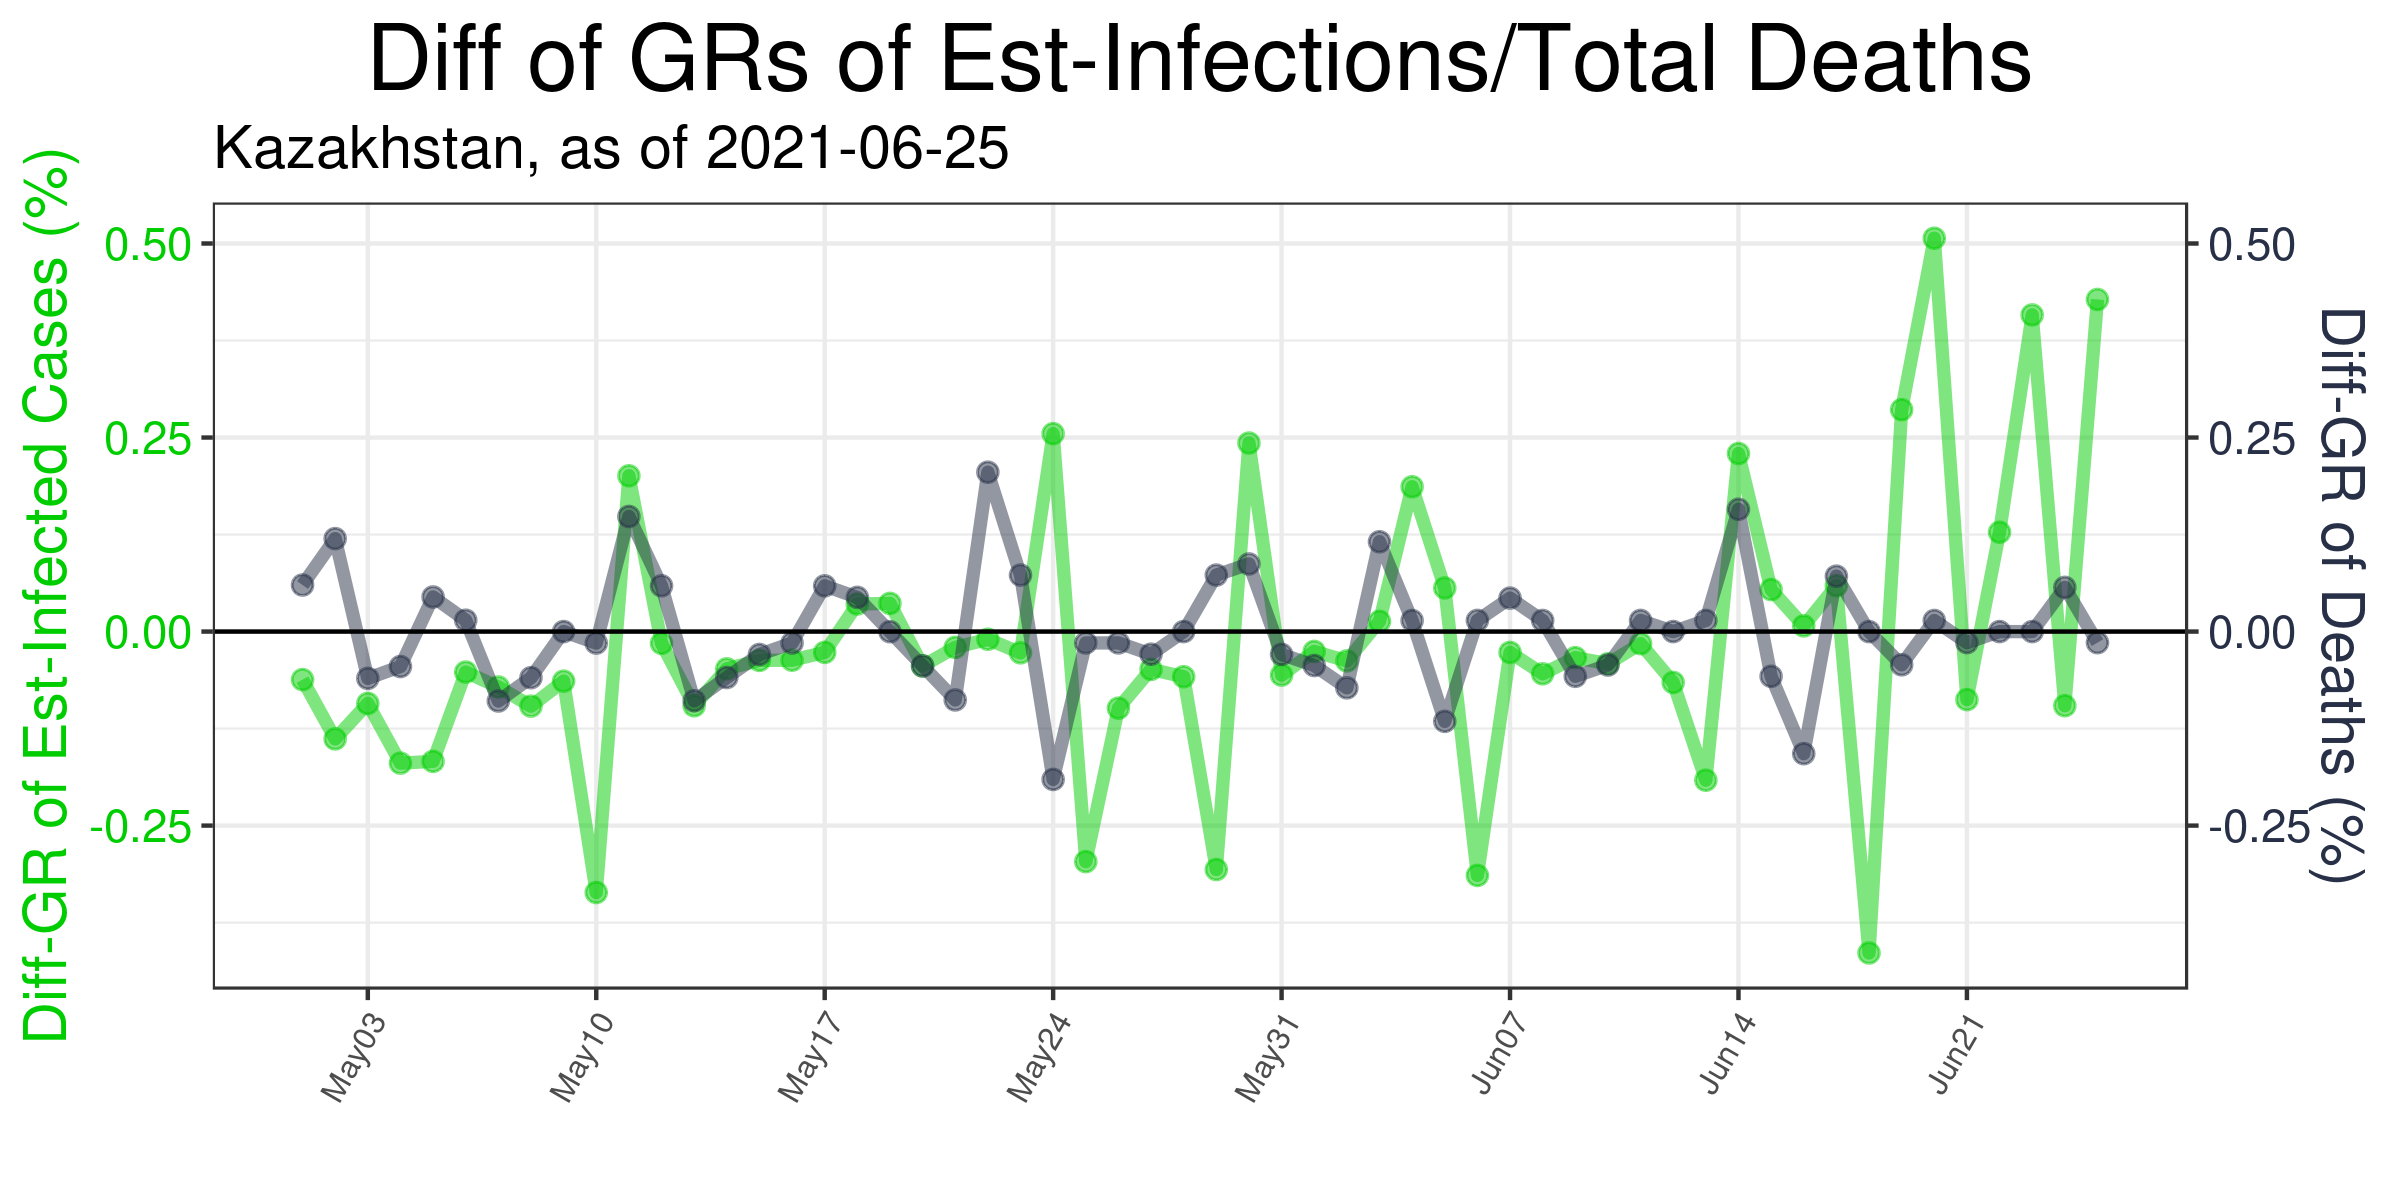 Diff of GRs of Est-Infections/Total Deaths
Kazakhstan, as of 2021-06-25
Diff-GR of Est-Infected Cases (%)
0.50
0.25
0.00
-0.25
0.50
0.25
0.00
-0.25
Diff-GR of Deaths (%)
May03
May10
May17
May24
May31
Jun07
Jun14
Jun21